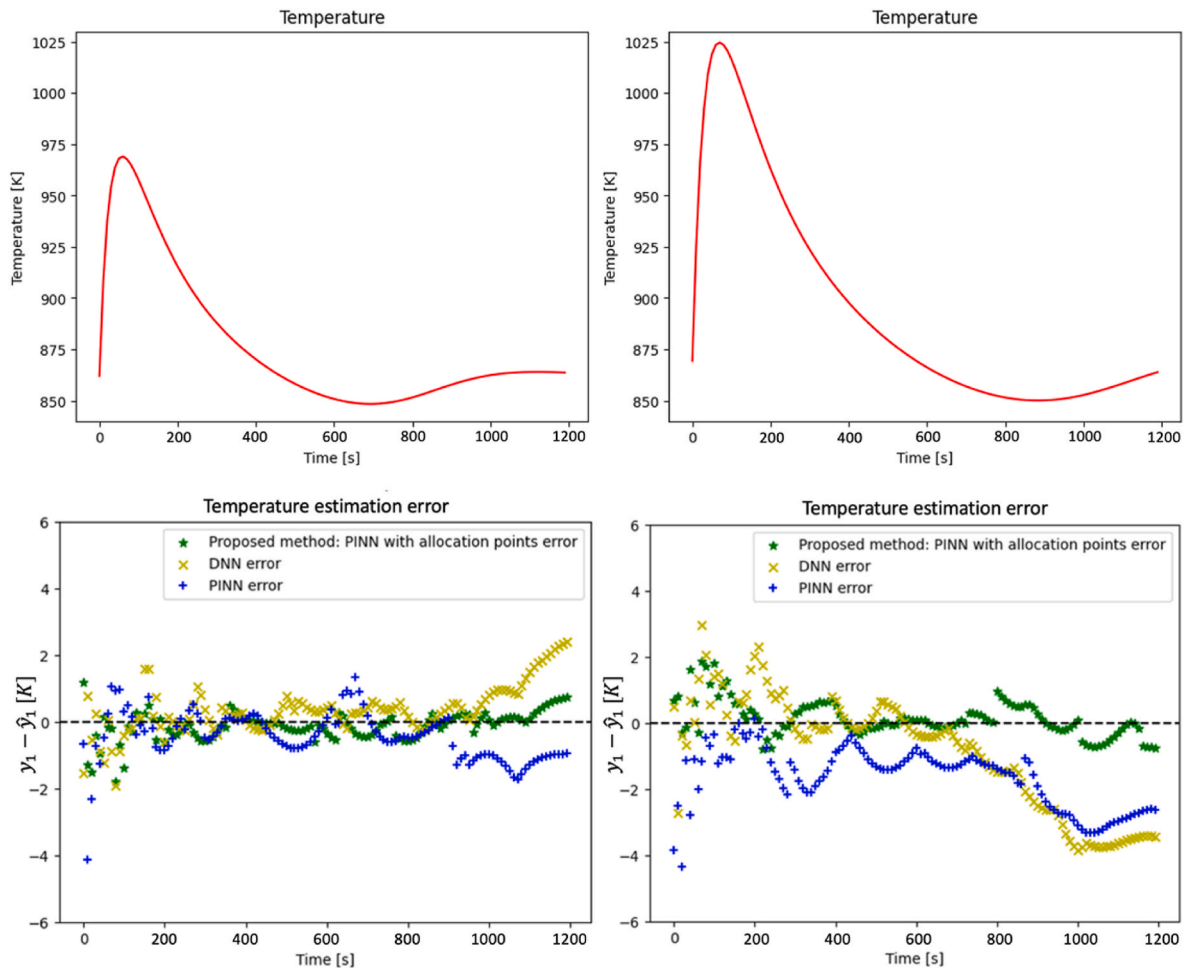 Temperature
1025
1000
975
950
925
900
875
850
Temperature [K]
0 200 400 600 800 1000 1200
Time [s]
Temperature
1025
1000
975
950
925
900
875
850
Temperature [K]
0 200 400 600 800 1000 1200
Time [s]
Temperature estimation error
Proposed method: PINN with allocation points error
DNN error
PINN error
6
4
2
0
−2
−4
−6
y₁ − ŷ₁ [K]
0 200 400 600 800 1000 1200
Time [s]
Temperature estimation error
Proposed method: PINN with allocation points error
DNN error
PINN error
6
4
2
0
−2
−4
−6
y₁ − ŷ₁ [K]
0 200 400 600 800 1000 1200
Time [s]